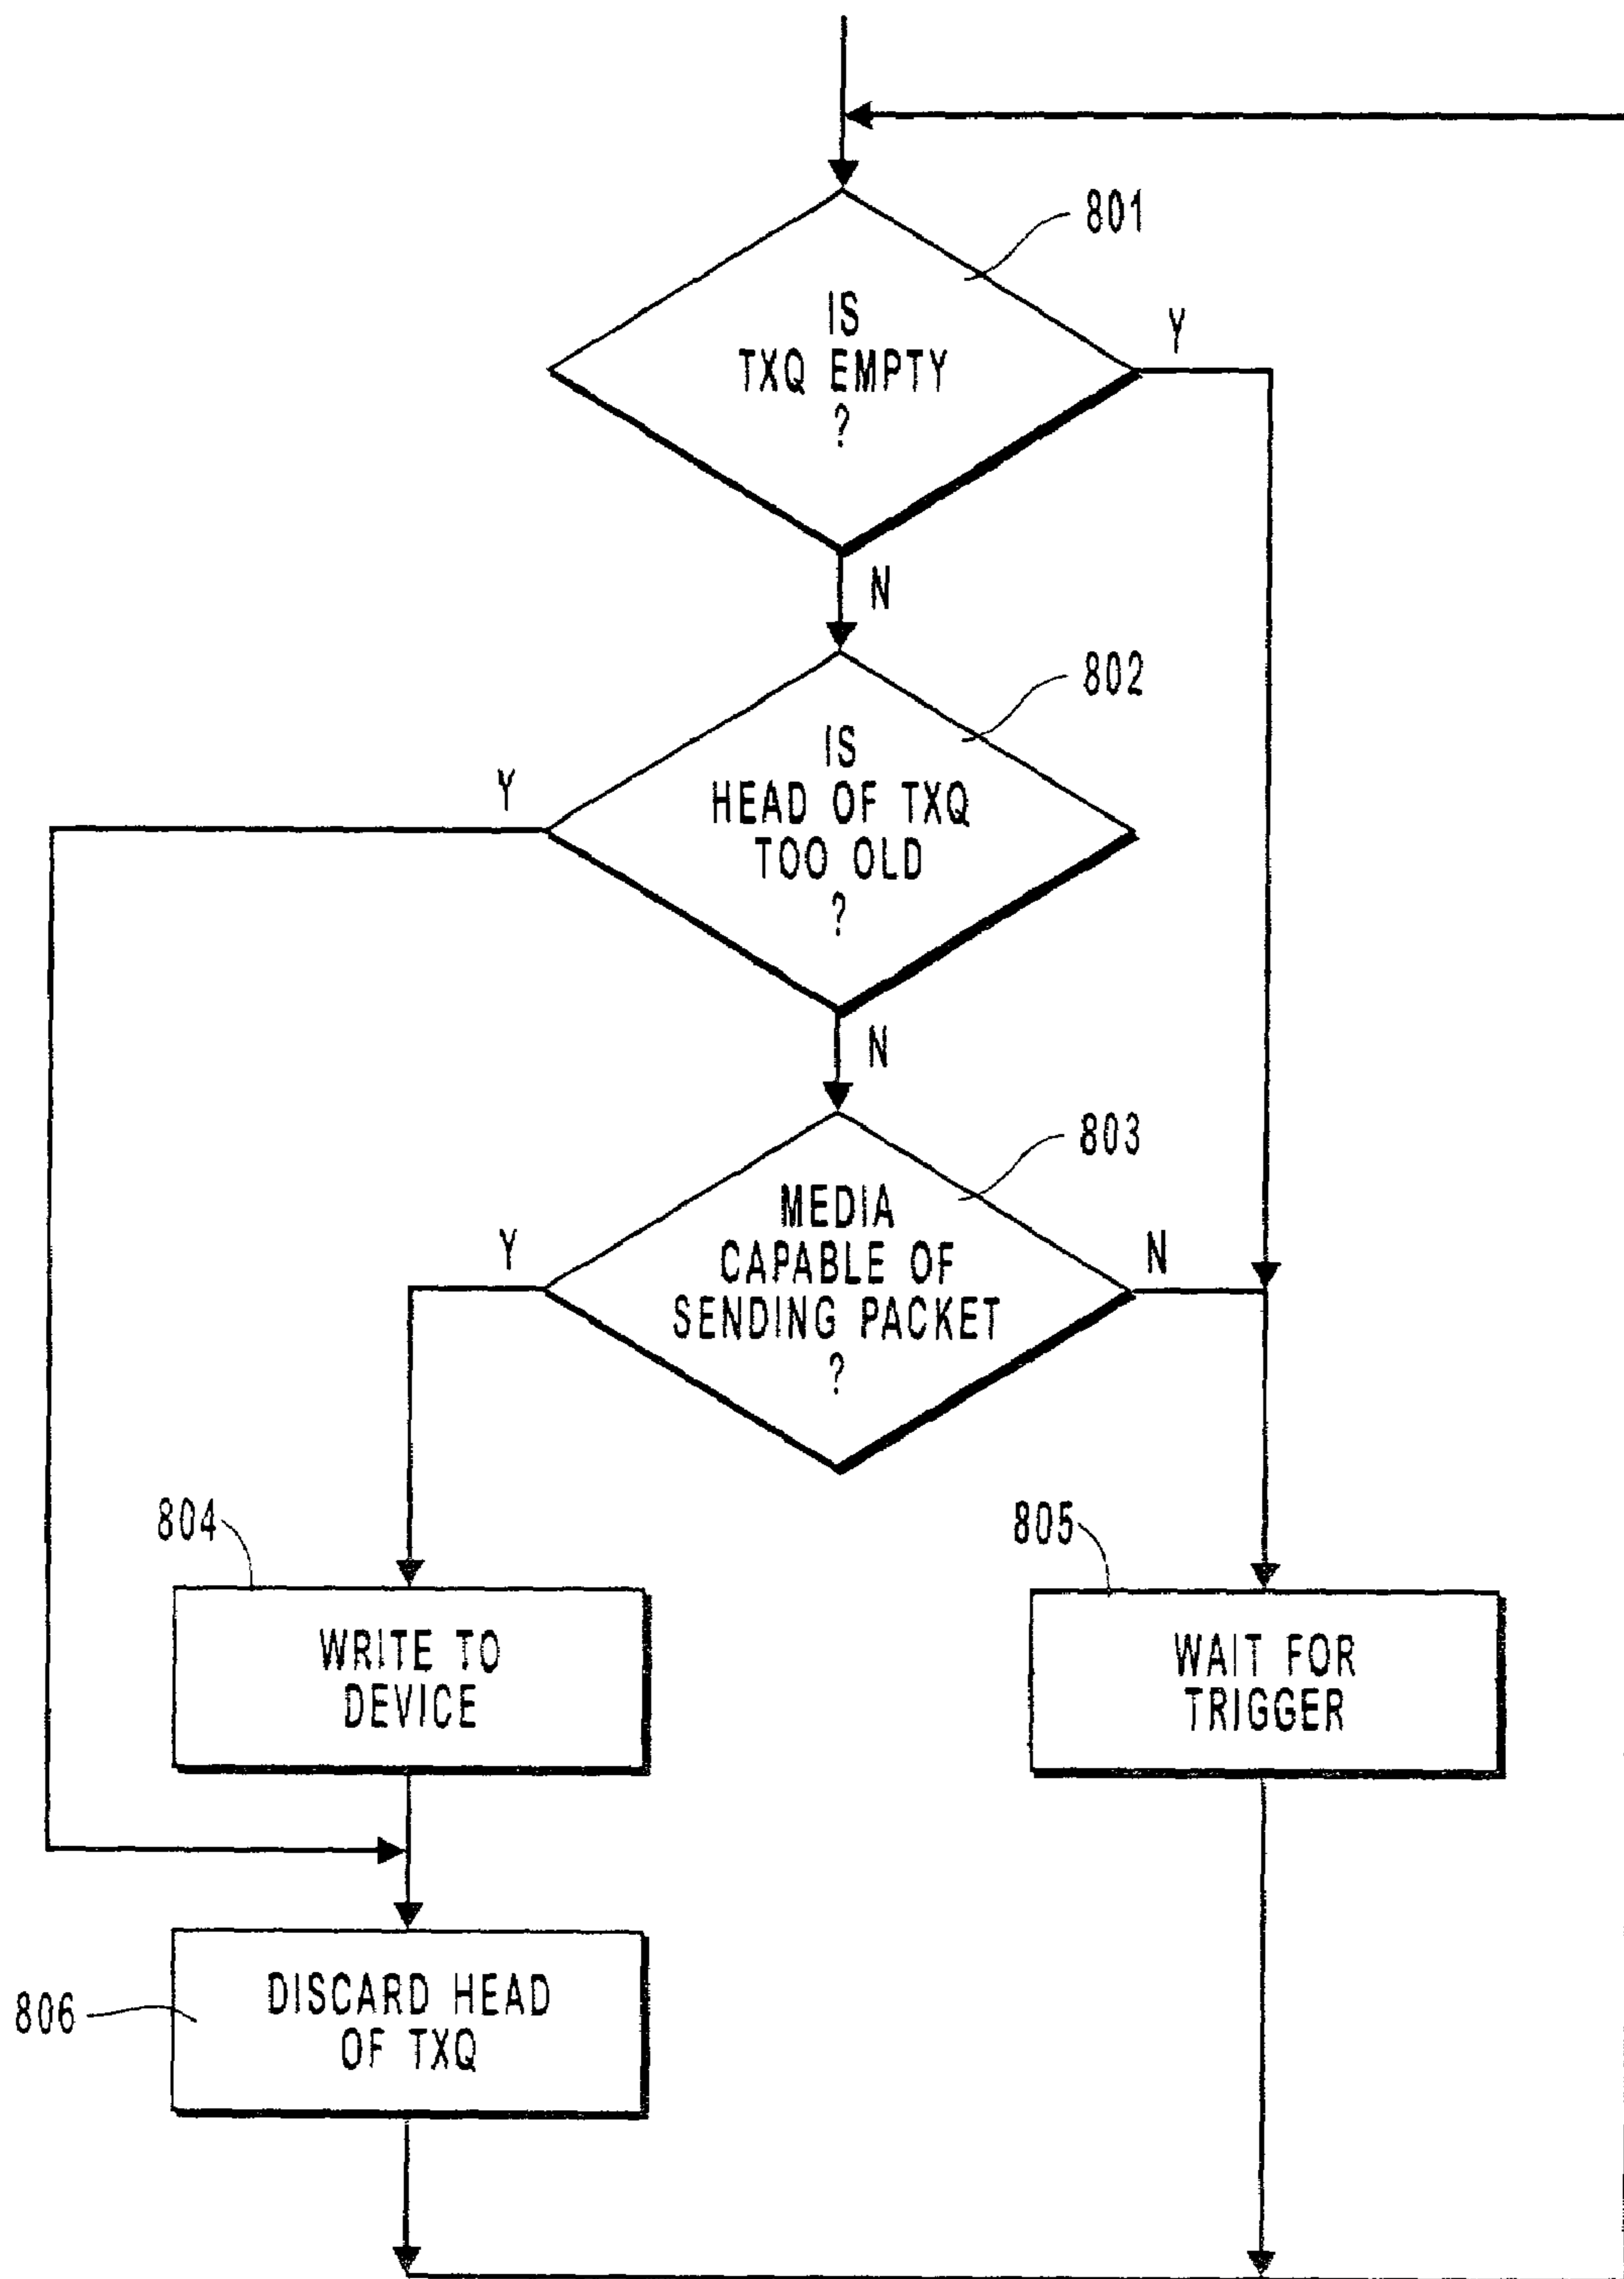 801
IS
TXQ EMPTY
?
Y
N
802
IS
HEAD OF TXQ
TOO OLD
?
Y
N
803
MEDIA
CAPABLE OF
SENDING PACKET
?
Y
N
804
WRITE TO
DEVICE
805
WAIT FOR
TRIGGER
806
DISCARD HEAD
OF TXQ